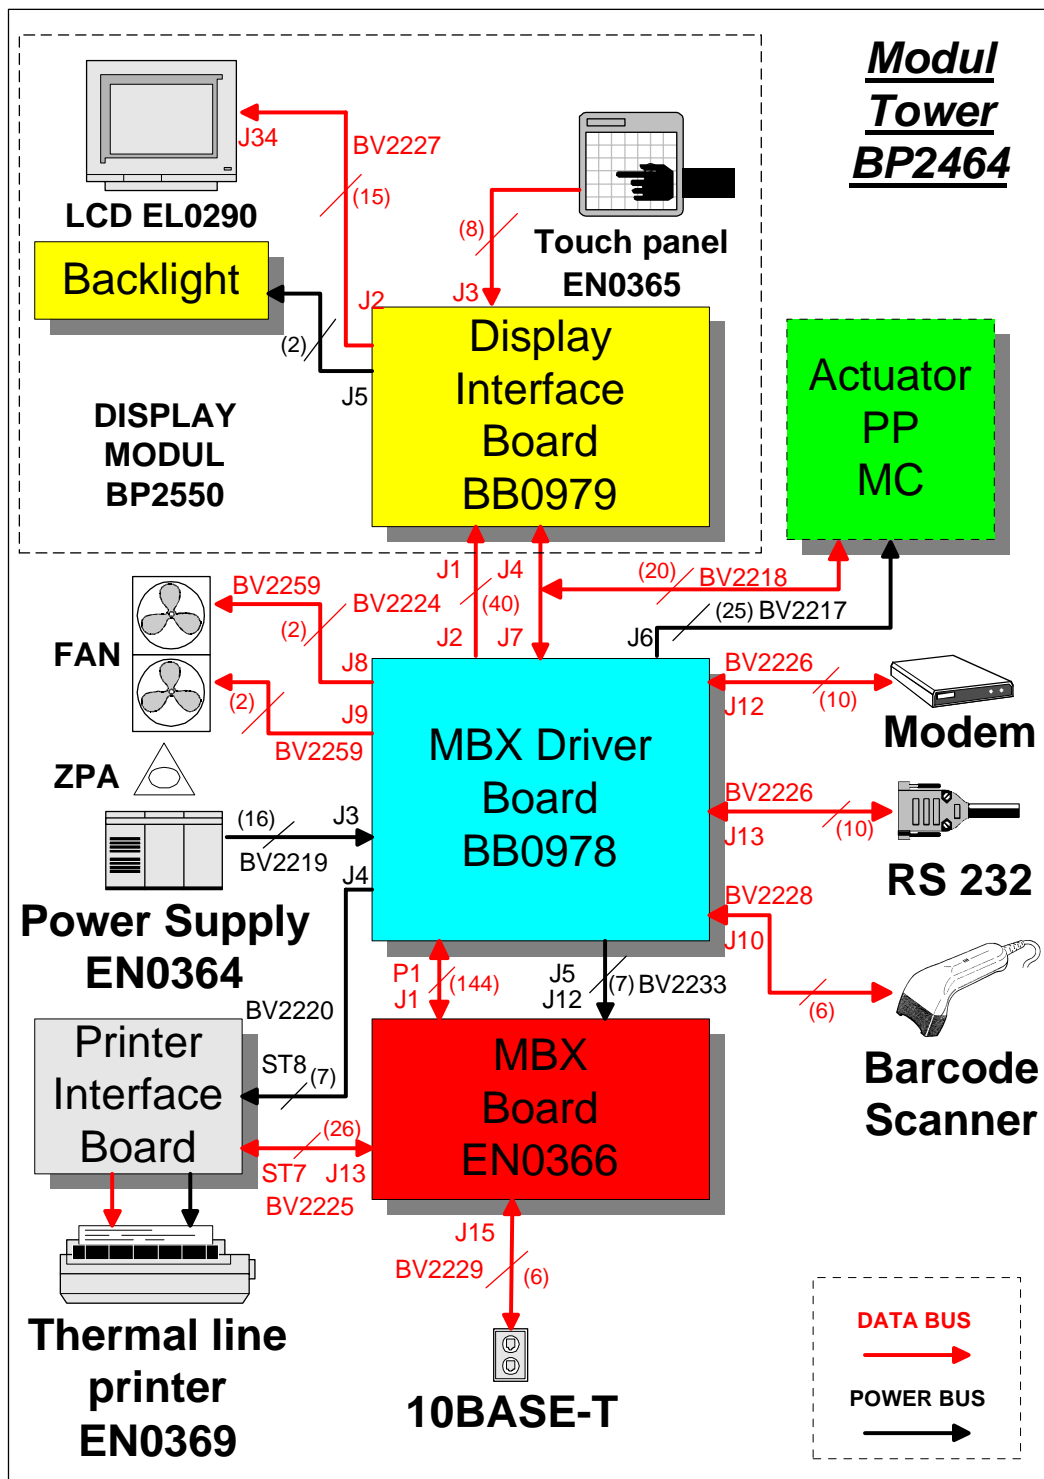 Modul
Tower
BP2464
J34
BV2227
(15)
LCD EL0290
(8)
Touch panel
EN0365
Backlight
J2
J3
(2)
J5
Display
Interface
Board
BB0979
DISPLAY
MODUL
BP2550
Actuator
PP
MC
J1
J4
(20)
BV2218
BV2259
BV2224
(40)
(25)
BV2217
(2)
J2
J7
J6
FAN
J8
BV2226
(2)
J9
J12
(10)
Modem
BV2259
ZPA
MBX Driver
Board
BB0978
BV2226
(16)
J3
J13
(10)
BV2219
J4
RS 232
Power Supply
EN0364
BV2228
J10
P1
J1
(144)
J5
J12
(7)
BV2233
(6)
BV2220
Barcode
Scanner
Printer
Interface
Board
ST8
(7)
MBX
Board
EN0366
(26)
ST7
J13
BV2225
J15
BV2229
(6)
Thermal line
printer
EN0369
10BASE-T
DATA BUS
POWER BUS